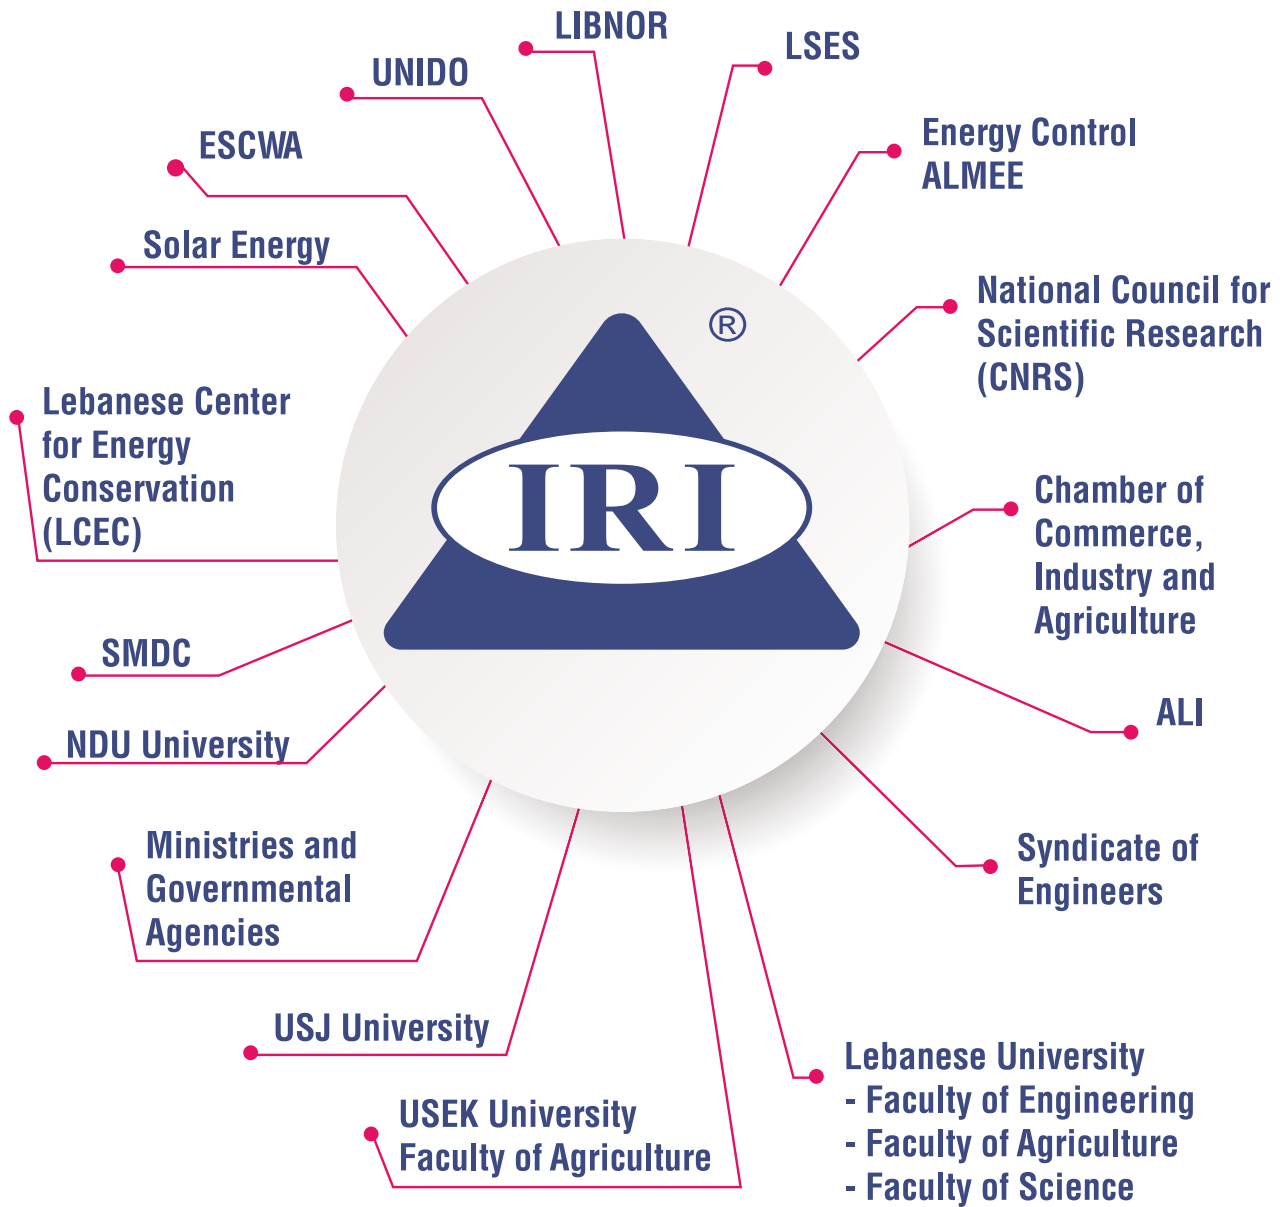 LIBNOR
LSES
UNIDO
Energy Control
ALMEE
ESCWA
Solar Energy
National Council for
Scientific Research
(CNRS)
®
IRI
Lebanese Center
for Energy
Conservation
(LCEC)
Chamber of
Commerce,
Industry and
Agriculture
SMDC
ALI
NDU University
Ministries and
Governmental
Agencies
Syndicate of
Engineers
USJ University
Lebanese University
- Faculty of Engineering
- Faculty of Agriculture
- Faculty of Science
USEK University
Faculty of Agriculture